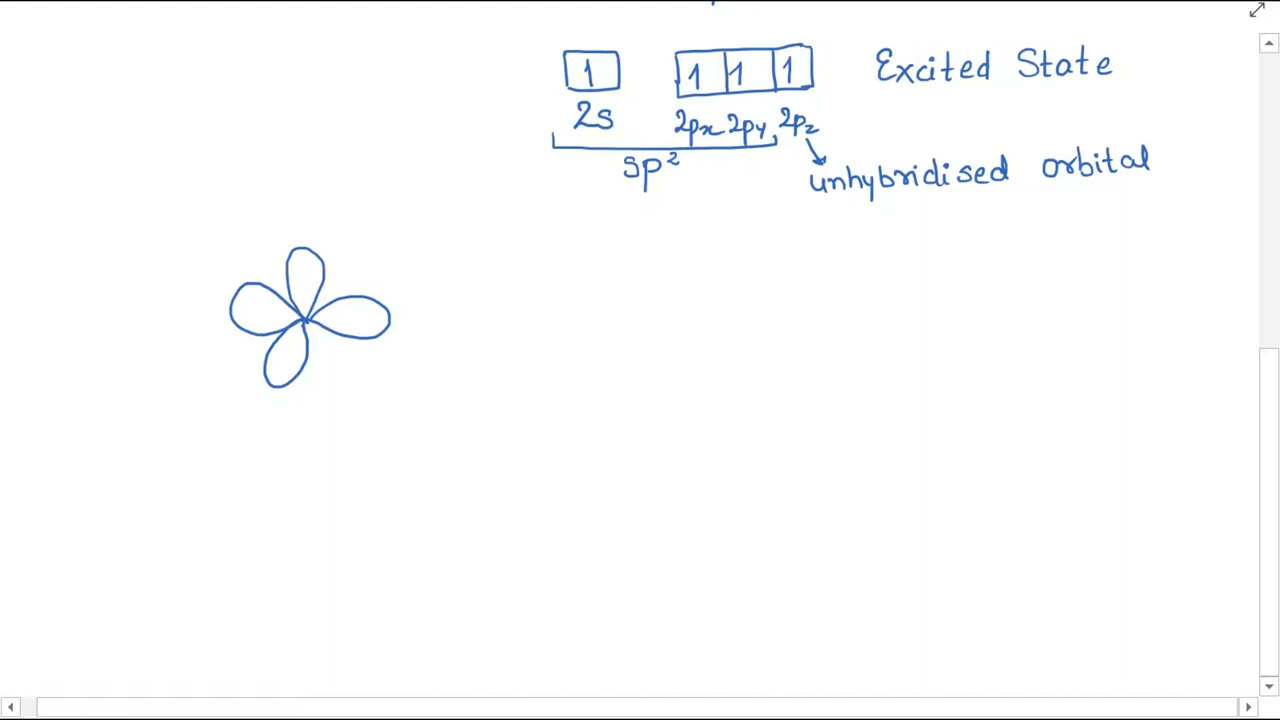 1 1 1 1 Excited State
2s 2px 2py 2pz
sp² unhybridised orbital